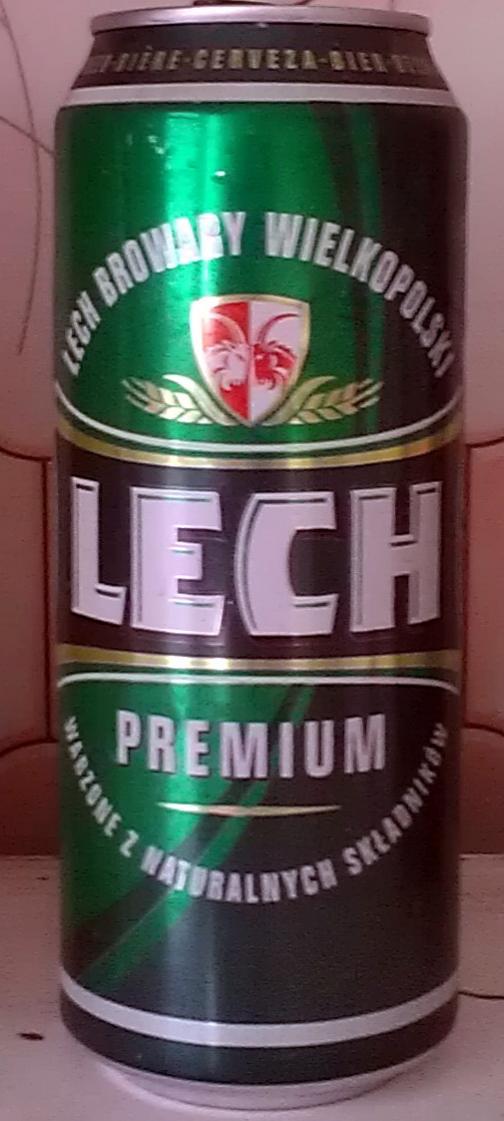 BIÈRE-CERVEZA-BIER
LECH BROWARY WIELKOPOLSKI
LECH
PREMIUM
WARZONE Z NATURALNYCH SKŁADNIKÓW